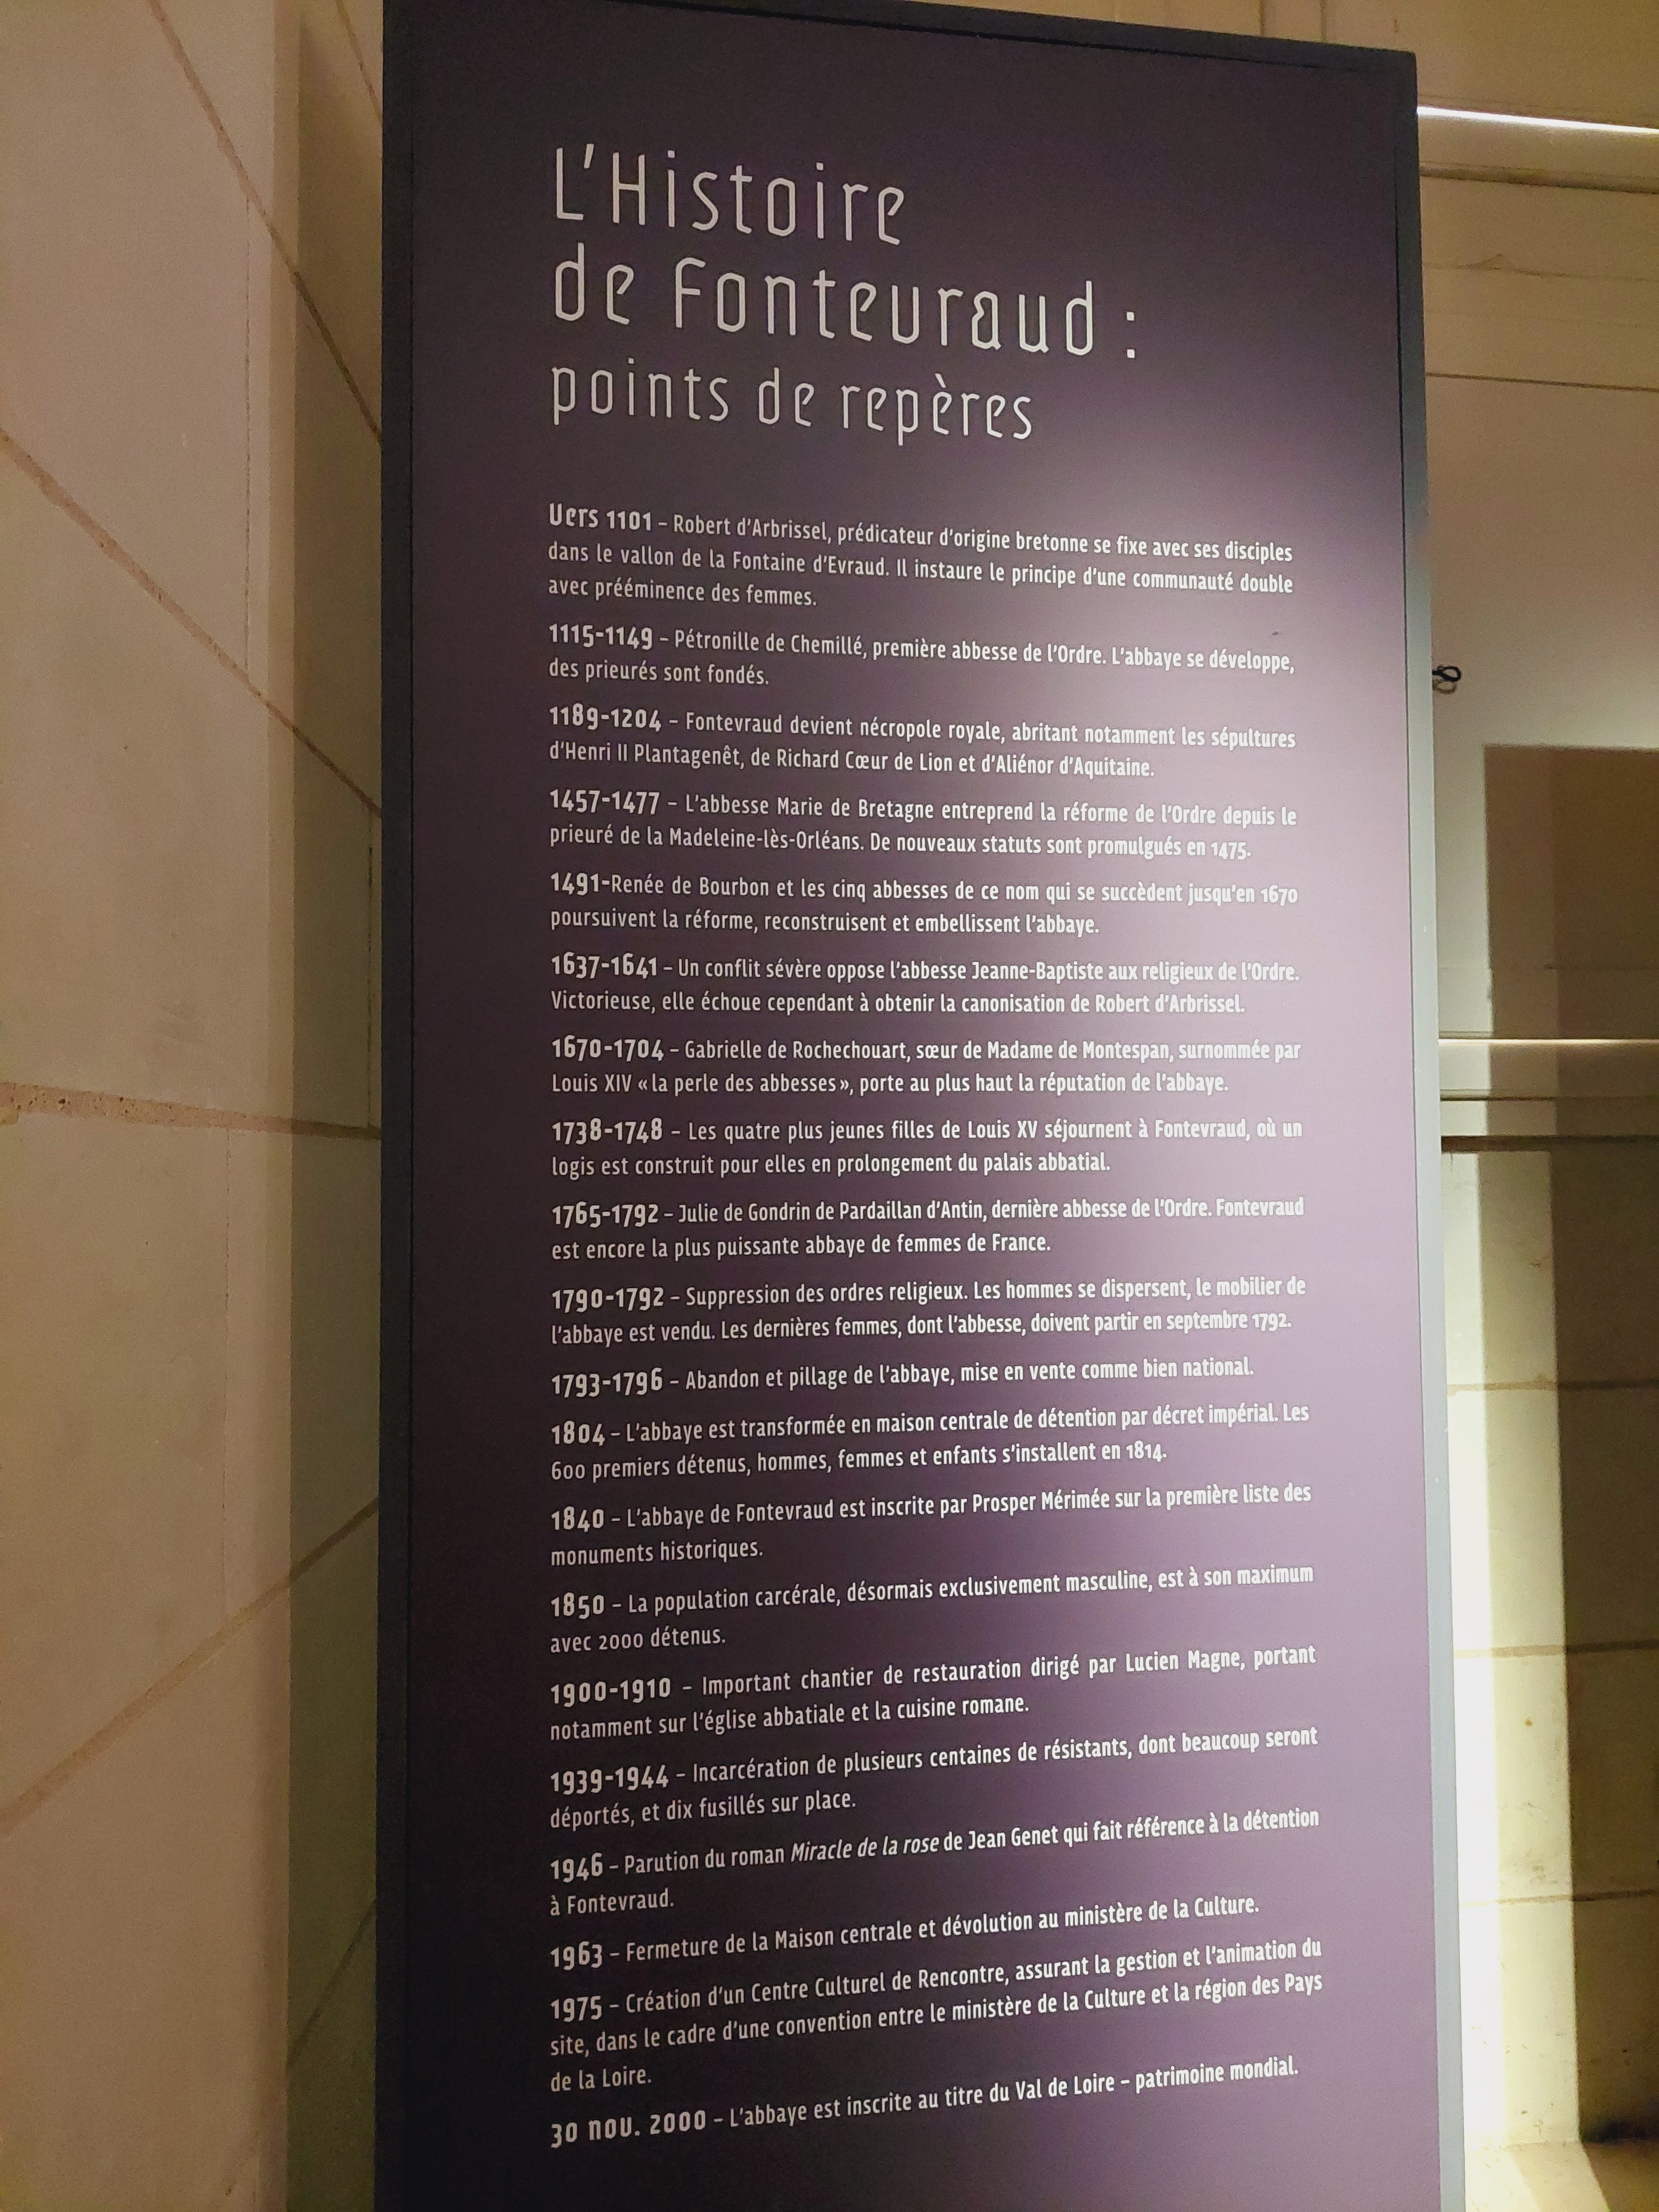 L'Histoire
de Fontevraud :
points de repères
Vers 1101 – Robert d'Arbrissel, prédicateur d'origine bretonne se fixe avec ses disciples
dans le vallon de la Fontaine d'Evraud. Il instaure le principe d'une communauté double
avec prééminence des femmes.
1115-1149 – Pétronille de Chemillé, première abbesse de l'Ordre. L'abbaye se développe,
des prieurés sont fondés.
1189-1204 – Fontevraud devient nécropole royale, abritant notamment les sépultures
d'Henri II Plantagenêt, de Richard Cœur de Lion et d'Aliénor d'Aquitaine.
1457-1477 – L'abbesse Marie de Bretagne entreprend la réforme de l'Ordre depuis le
prieuré de la Madeleine-lès-Orléans. De nouveaux statuts sont promulgués en 1475.
1491-Renée de Bourbon et les cinq abbesses de ce nom qui se succèdent jusqu'en 1670
poursuivent la réforme, reconstruisent et embellissent l'abbaye.
1637-1641 – Un conflit sévère oppose l'abbesse Jeanne-Baptiste aux religieux de l'Ordre.
Victorieuse, elle échoue cependant à obtenir la canonisation de Robert d'Arbrissel.
1670-1704 – Gabrielle de Rochechouart, sœur de Madame de Montespan, surnommée par
Louis XIV « la perle des abbesses », porte au plus haut la réputation de l'abbaye.
1738-1748 – Les quatre plus jeunes filles de Louis XV séjournent à Fontevraud, où un
logis est construit pour elles en prolongement du palais abbatial.
1765-1792 – Julie de Gondrin de Pardaillan d'Antin, dernière abbesse de l'Ordre. Fontevraud
est encore la plus puissante abbaye de femmes de France.
1790-1792 – Suppression des ordres religieux. Les hommes se dispersent, le mobilier de
l'abbaye est vendu. Les dernières femmes, dont l'abbesse, doivent partir en septembre 1792.
1793-1796 – Abandon et pillage de l'abbaye, mise en vente comme bien national.
1804 – L'abbaye est transformée en maison centrale de détention par décret impérial. Les
600 premiers détenus, hommes, femmes et enfants s'installent en 1814.
1840 – L'abbaye de Fontevraud est inscrite par Prosper Mérimée sur la première liste des
monuments historiques.
1850 – La population carcérale, désormais exclusivement masculine, est à son maximum
avec 2000 détenus.
1900-1910 – Important chantier de restauration dirigé par Lucien Magne, portant
notamment sur l'église abbatiale et la cuisine romane.
1939-1944 – Incarcération de plusieurs centaines de résistants, dont beaucoup seront
déportés, et dix fusillés sur place.
1946 – Parution du roman Miracle de la rose de Jean Genet qui fait référence à la détention
à Fontevraud.
1963 – Fermeture de la Maison centrale et dévolution au ministère de la Culture.
1975 – Création d'un Centre Culturel de Rencontre, assurant la gestion et l'animation du
site, dans le cadre d'une convention entre le ministère de la Culture et la région des Pays
de la Loire.
30 nov. 2000 – L'abbaye est inscrite au titre du Val de Loire – patrimoine mondial.